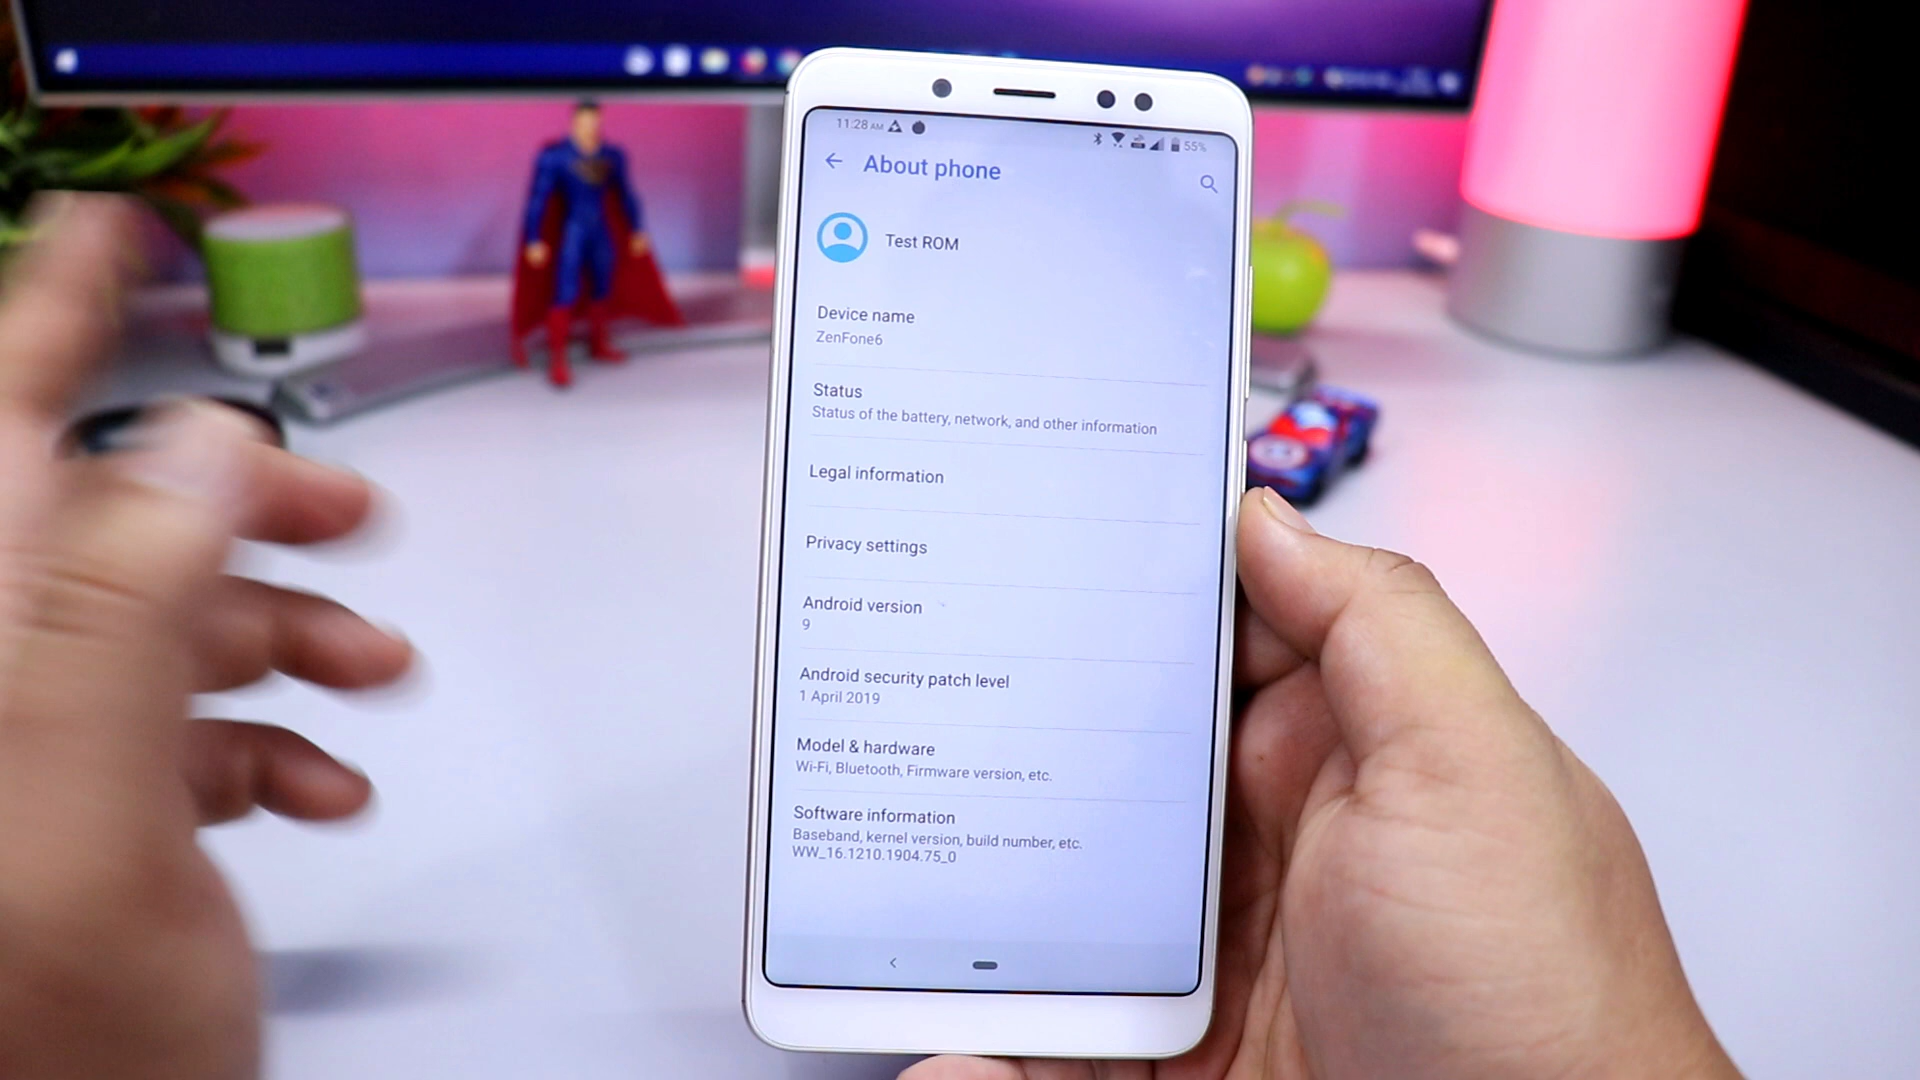 11:28 AM
55%
About phone
Test ROM
Device name
ZenFone6
Status
Status of the battery, network, and other information
Legal information
Privacy settings
Android version
9
Android security patch level
1 April 2019
Model & hardware
Wi-Fi, Bluetooth, Firmware version, etc.
Software information
Baseband, kernel version, build number, etc.
WW_16.1210.1904.75_0